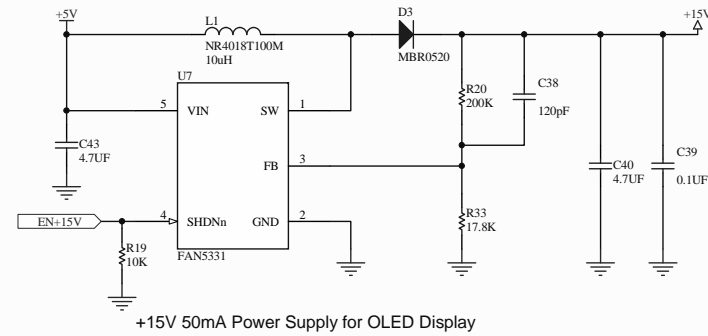 +5V
L1
NR4018T100M
10uH
D3
MBR0520
+15V
U7
5
VIN
SW
1
C43
4.7UF
FB
3
EN+15V
4
SHDNn
GND
2
FAN5331
R19
10K
R20
200K
C38
120pF
R33
17.8K
C40
4.7UF
C39
0.1UF
+15V 50mA Power Supply for OLED Display